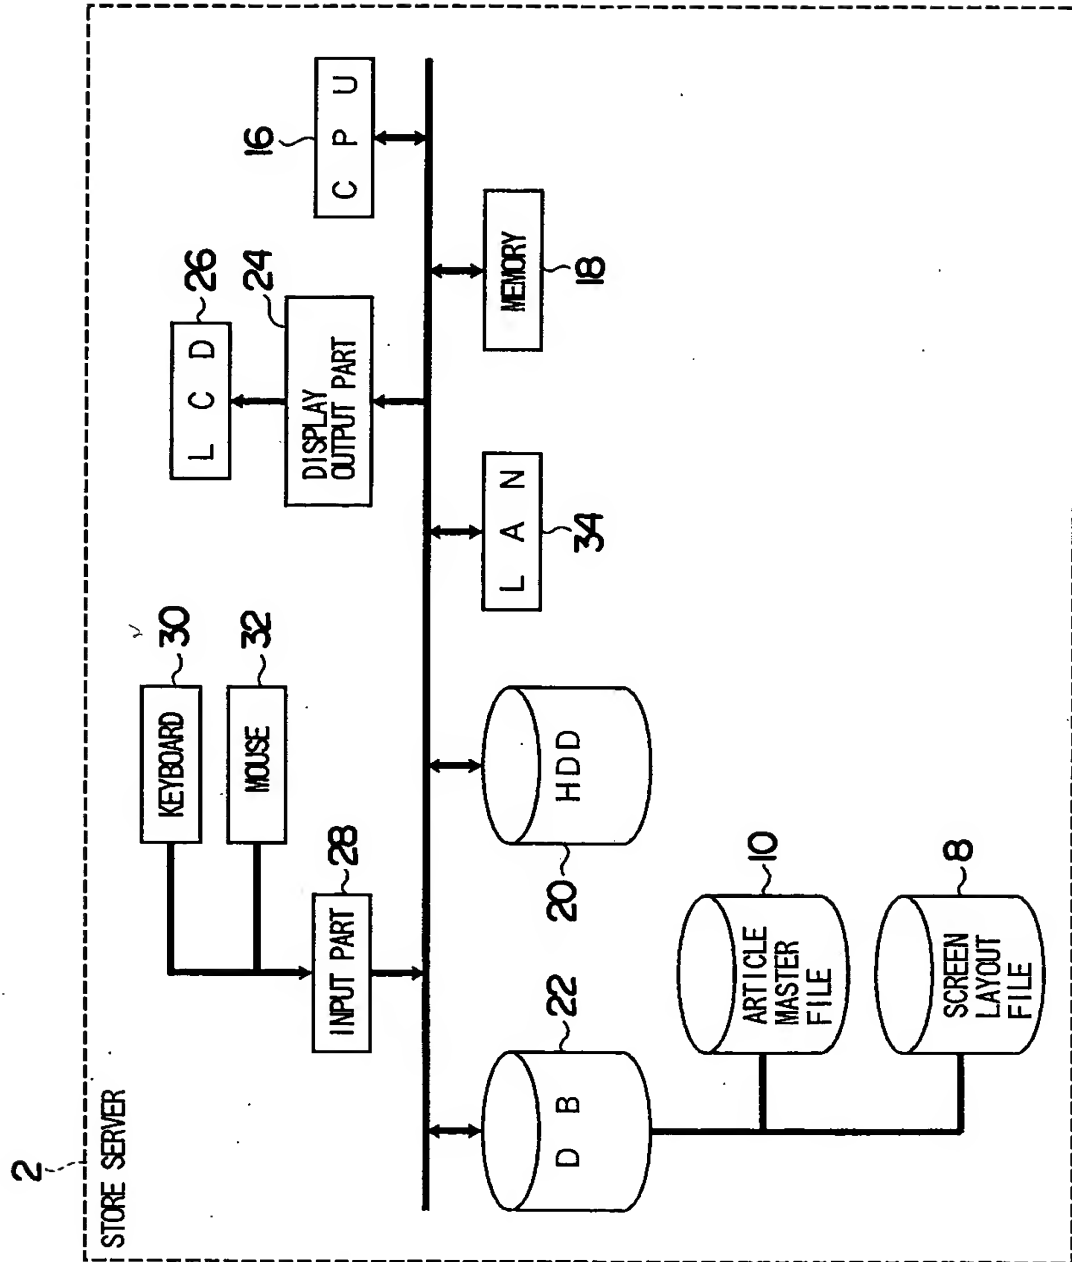 2
STORE SERVER
KEYBOARD
30
MOUSE
32
INPUT PART
28
L C D
26
DISPLAY
OUTPUT PART
24
C P U
16
D B
22
HDD
20
L A N
34
MEMORY
18
ARTICLE
MASTER
FILE
10
SCREEN
LAYOUT
FILE
8